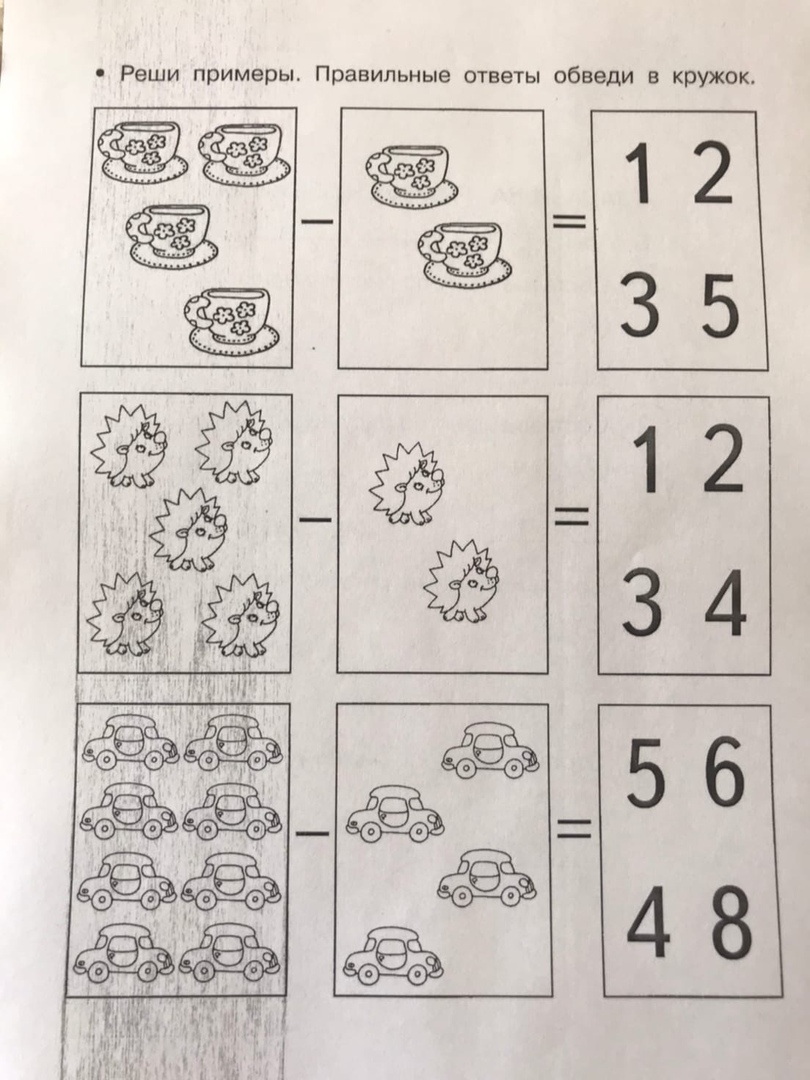 • Реши примеры. Правильные ответы обведи в кружок.
− = 1 2
3 5
− = 1 2
3 4
− = 5 6
4 8